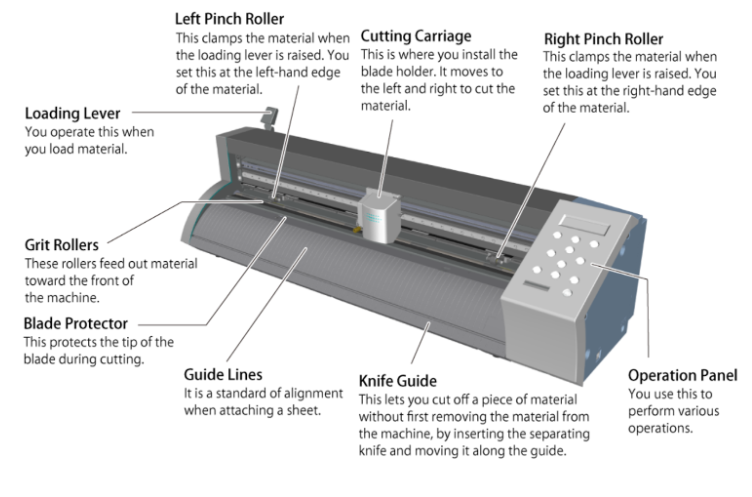 Left Pinch Roller
This clamps the material when
the loading lever is raised. You
set this at the left-hand edge
of the material.
Cutting Carriage
This is where you install the
blade holder. It moves to
the left and right to cut the
material.
Right Pinch Roller
This clamps the material when
the loading lever is raised. You
set this at the right-hand edge
of the material.
Loading Lever
You operate this when
you load material.
Grit Rollers
These rollers feed out material
toward the front of
the machine.
Blade Protector
This protects the tip of the
blade during cutting.
Guide Lines
It is a standard of alignment
when attaching a sheet.
Knife Guide
This lets you cut off a piece of material
without first removing the material from
the machine, by inserting the separating
knife and moving it along the guide.
Operation Panel
You use this to
perform various
operations.